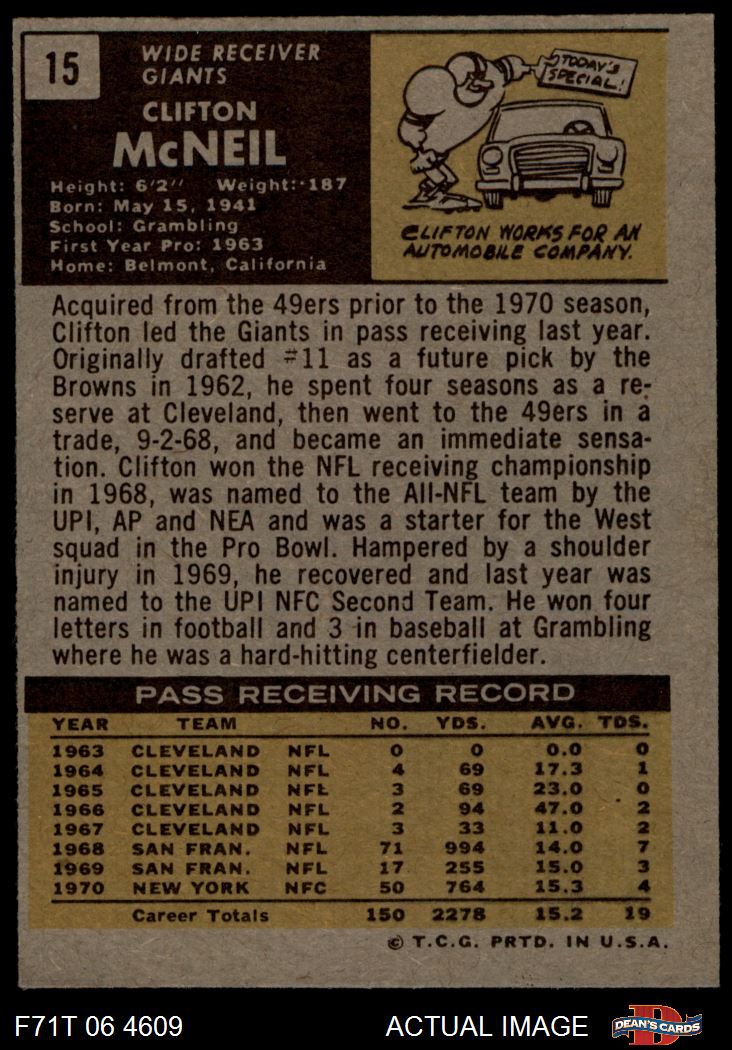 15
WIDE RECEIVER
GIANTS
CLIFTON
McNEIL
Height: 6'2" Weight: 187
Born: May 15, 1941
School: Grambling
First Year Pro: 1963
Home: Belmont, California
TODAY'S
SPECIAL!
CLIFTON WORKS FOR AN
AUTOMOBILE COMPANY.
Acquired from the 49ers prior to the 1970 season,
Clifton led the Giants in pass receiving last year.
Originally drafted #11 as a future pick by the
Browns in 1962, he spent four seasons as a re-
serve at Cleveland, then went to the 49ers in a
trade, 9-2-68, and became an immediate sensa-
tion. Clifton won the NFL receiving championship
in 1968, was named to the All-NFL team by the
UPI, AP and NEA and was a starter for the West
squad in the Pro Bowl. Hampered by a shoulder
injury in 1969, he recovered and last year was
named to the UPI NFC Second Team. He won four
letters in football and 3 in baseball at Grambling
where he was a hard-hitting centerfielder.
PASS RECEIVING RECORD
YEAR TEAM NO. YDS. AVG. TDS.
1963 CLEVELAND NFL 0 0 0.0 0
1964 CLEVELAND NFL 4 69 17.3 1
1965 CLEVELAND NFL 3 69 23.0 0
1966 CLEVELAND NFL 2 94 47.0 2
1967 CLEVELAND NFL 3 33 11.0 2
1968 SAN FRAN. NFL 71 994 14.0 7
1969 SAN FRAN. NFL 17 255 15.0 3
1970 NEW YORK NFC 50 764 15.3 4
Career Totals 150 2278 15.2 19
© T.C.G. PRTD. IN U.S.A.
F71T 06 4609 ACTUAL IMAGE
D
DEAN'S CARDS